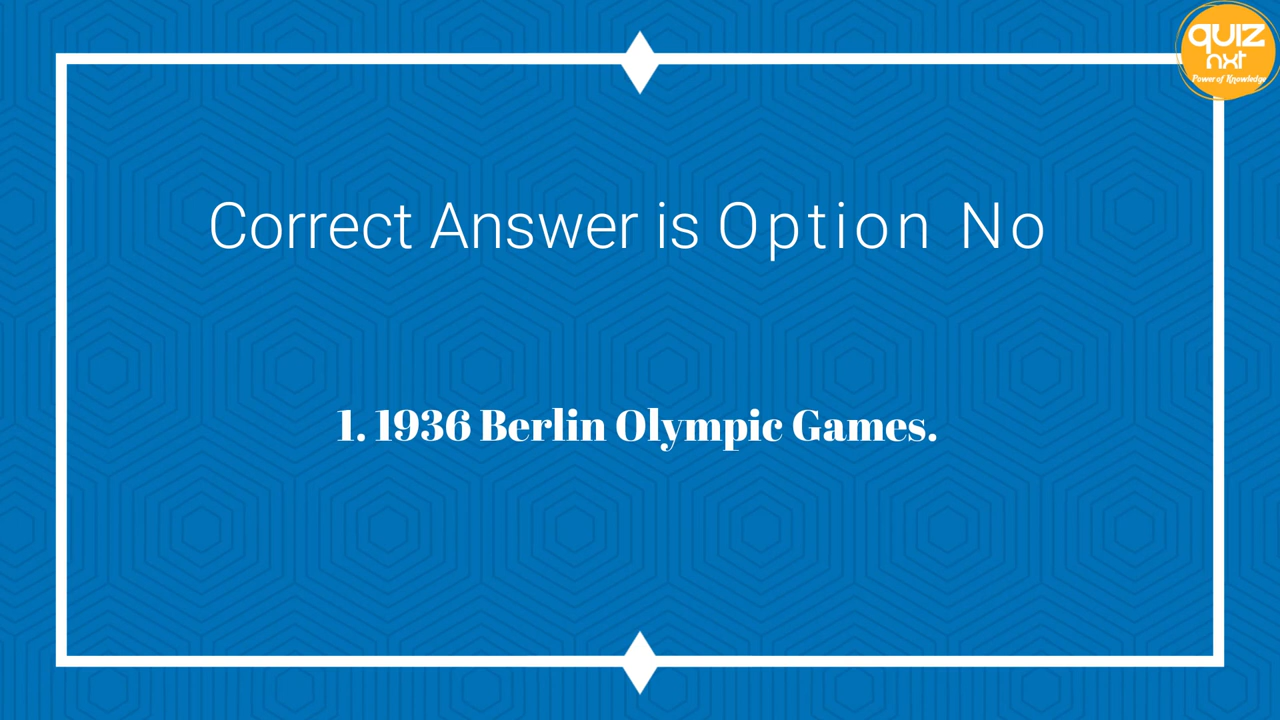 quiz
nxt
Power of Knowledge
Correct Answer is Option No
1. 1936 Berlin Olympic Games.